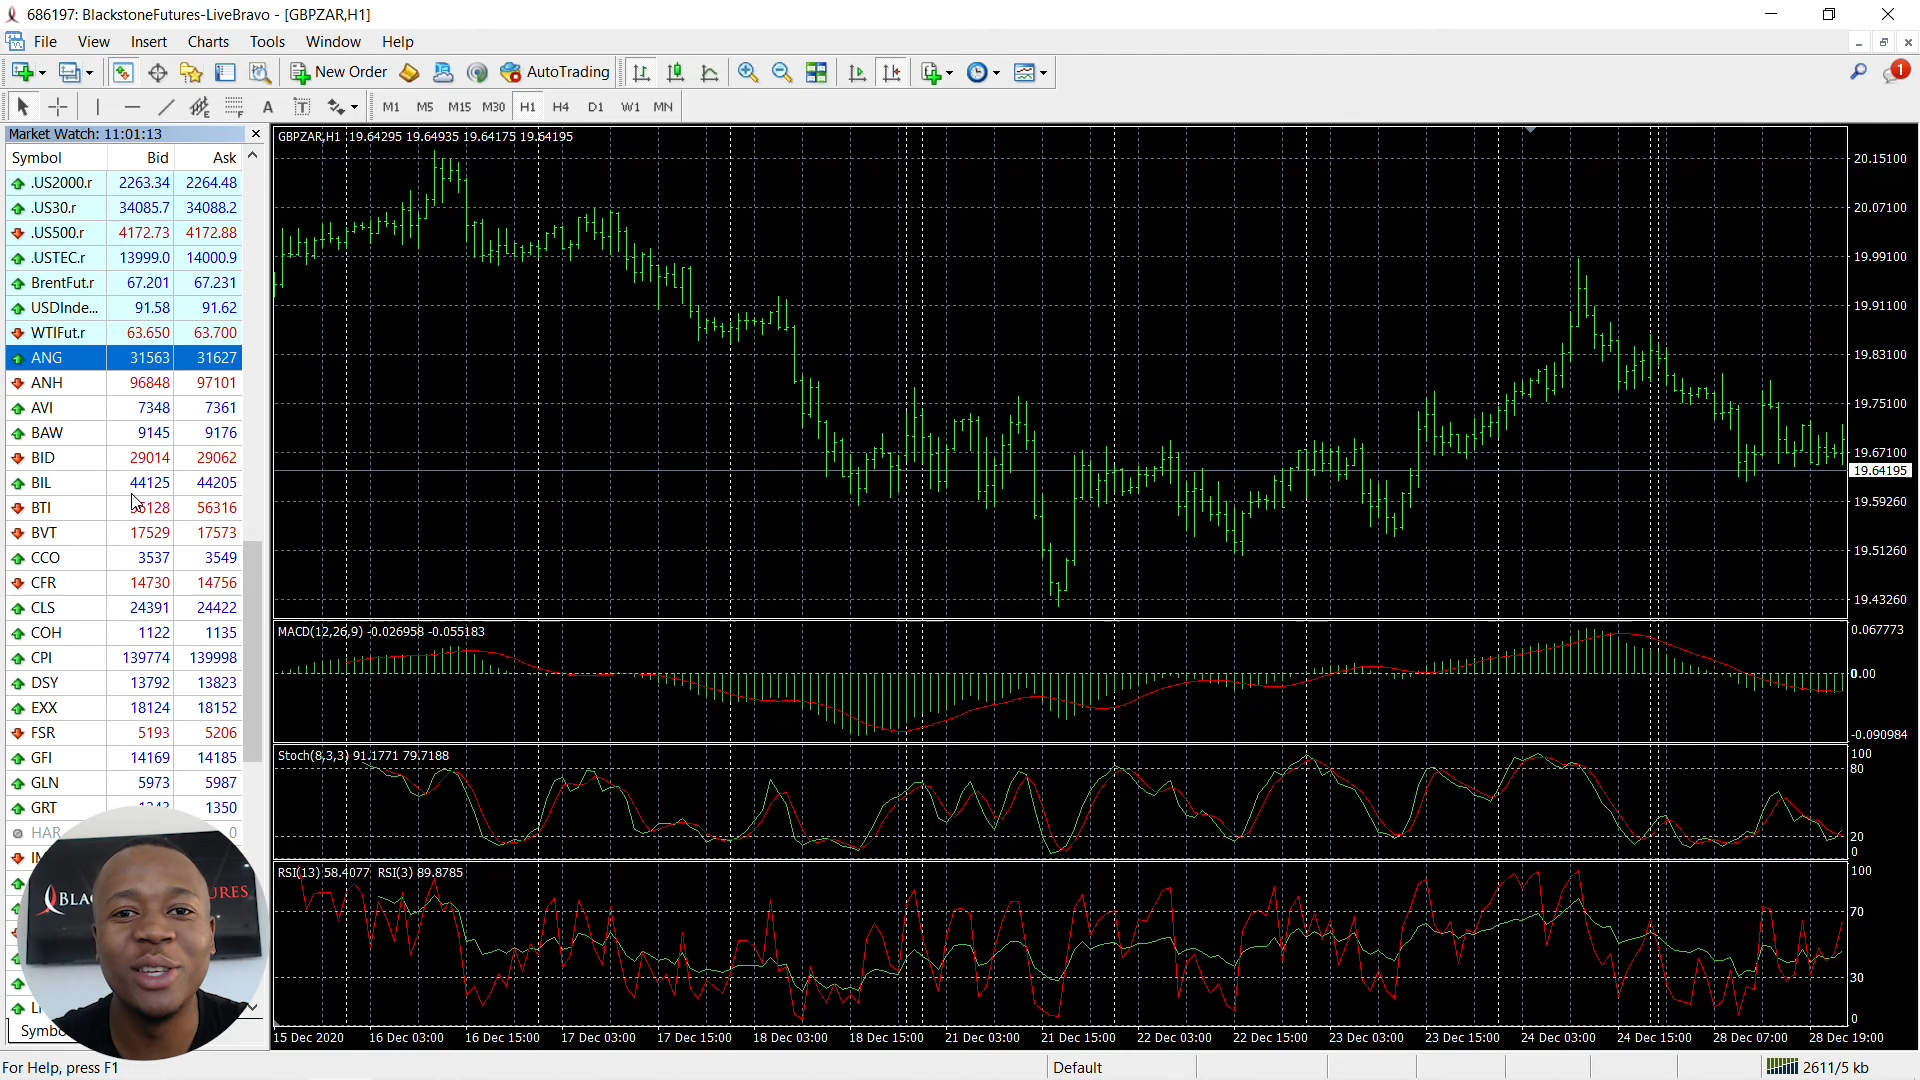 686197: BlackstoneFutures-LiveBravo - [GBPZAR,H1]
File View Insert Charts Tools Window Help
New Order AutoTrading 1
A T M1 M5 M15 M30 H1 H4 D1 W1 MN
Market Watch: 11:01:13
Symbol Bid Ask
.US2000.r 2263.34 2264.48
.US30.r 34085.7 34088.2
.US500.r 4172.73 4172.88
.USTEC.r 13999.0 14000.9
BrentFut.r 67.201 67.231
USDInde... 91.58 91.62
WTIFut.r 63.650 63.700
ANG 31563 31627
ANH 96848 97101
AVI 7348 7361
BAW 9145 9176
BID 29014 29062
BIL 44125 44205
BTI 56128 56316
BVT 17529 17573
CCO 3537 3549
CFR 14730 14756
CLS 24391 24422
COH 1122 1135
CPI 139774 139998
DSY 13792 13823
EXX 18124 18152
FSR 5193 5206
GFI 14169 14185
GLN 5973 5987
GRT 1350
HAR 0
BLA URES
Symbo
GBPZAR,H1 19.64295 19.64935 19.64175 19.64195
20.15100
20.07100
19.99100
19.91100
19.83100
19.75100
19.67100
19.64195
19.59260
19.51260
19.43260
MACD(12,26,9) -0.026958 -0.055183
0.067773
0.00
-0.090984
Stoch(8,3,3) 91.1771 79.7188
100
80
20
0
RSI(13) 58.4077 RSI(3) 89.8785
100
70
30
0
15 Dec 2020 16 Dec 03:00 16 Dec 15:00 17 Dec 03:00 17 Dec 15:00 18 Dec 03:00 18 Dec 15:00 21 Dec 03:00 21 Dec 15:00 22 Dec 03:00 22 Dec 15:00 23 Dec 03:00 23 Dec 15:00 24 Dec 03:00 24 Dec 15:00 28 Dec 07:00 28 Dec 19:00
For Help, press F1 Default 2611/5 kb